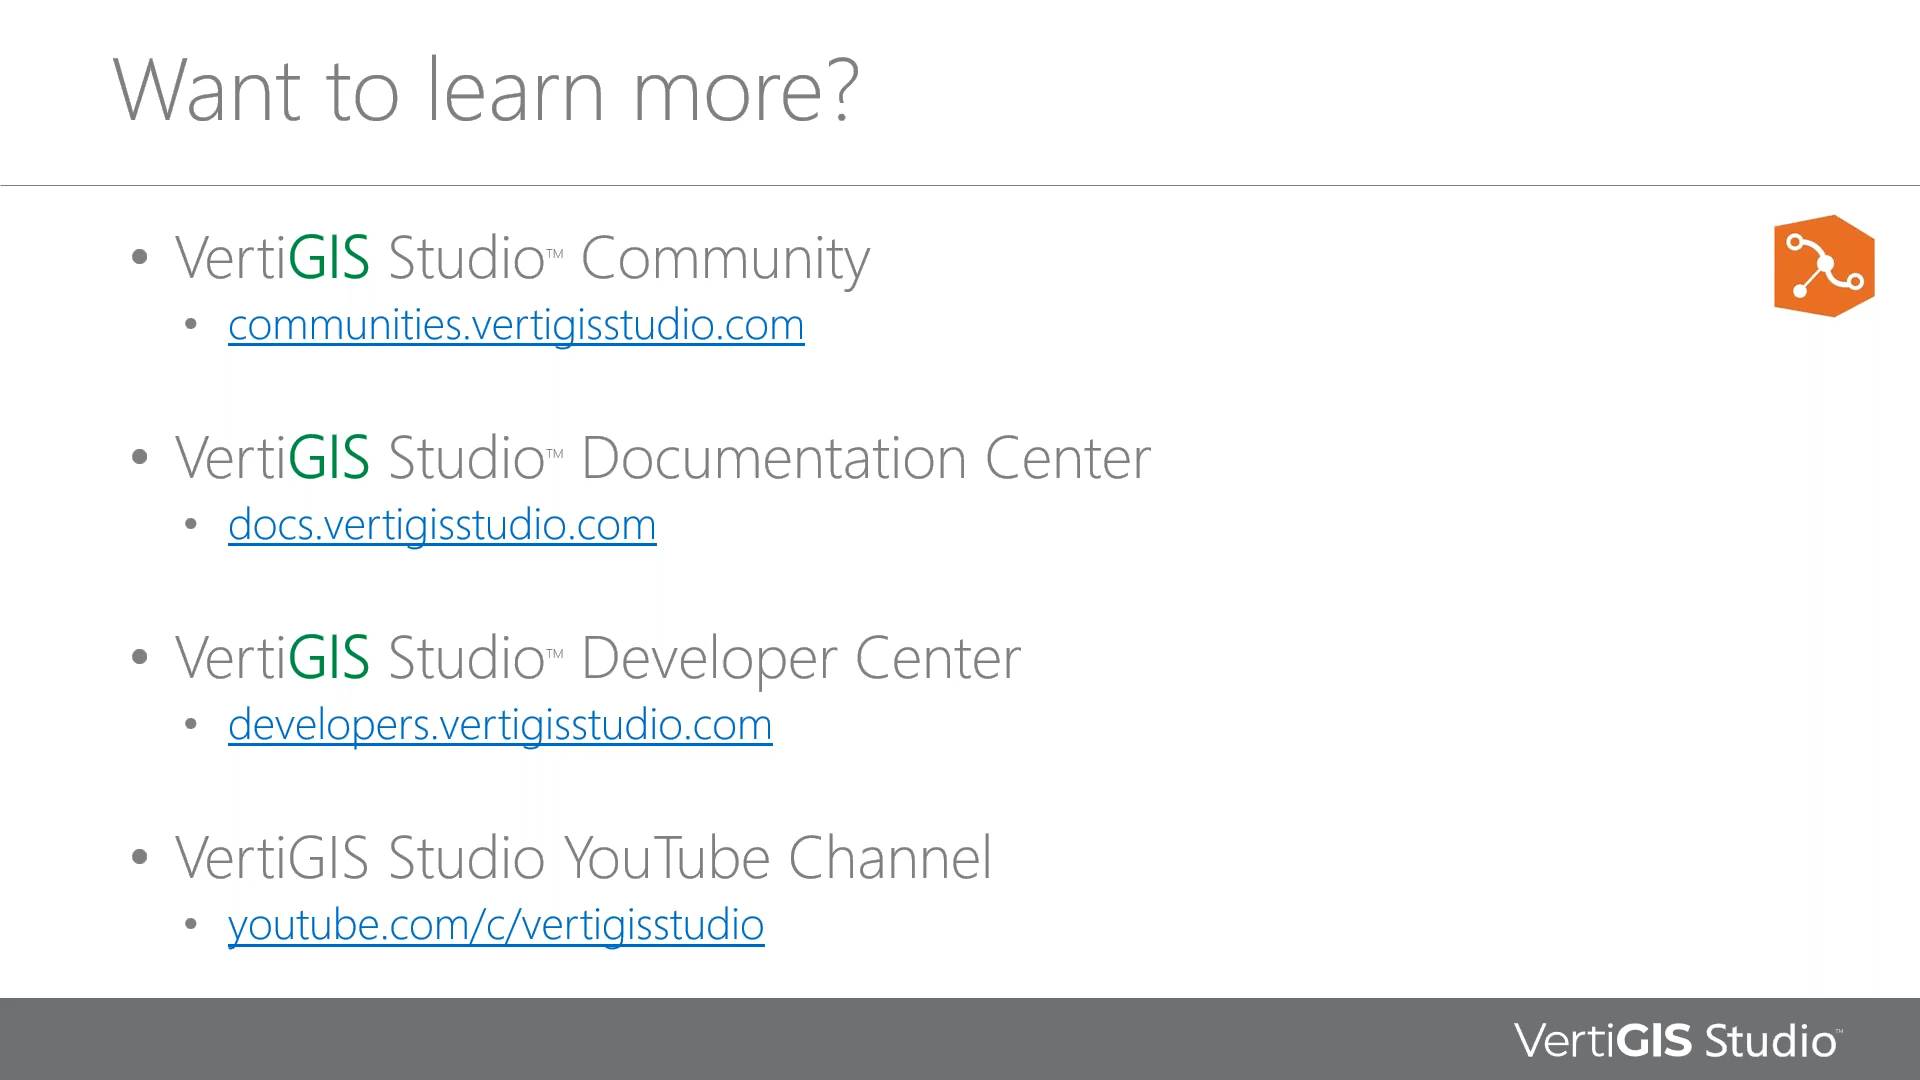 Want to learn more?
• VertiGIS Studio™ Community
• communities.vertigisstudio.com
• VertiGIS Studio™ Documentation Center
• docs.vertigisstudio.com
• VertiGIS Studio™ Developer Center
• developers.vertigisstudio.com
• VertiGIS Studio YouTube Channel
• youtube.com/c/vertigisstudio
VertiGIS Studio™